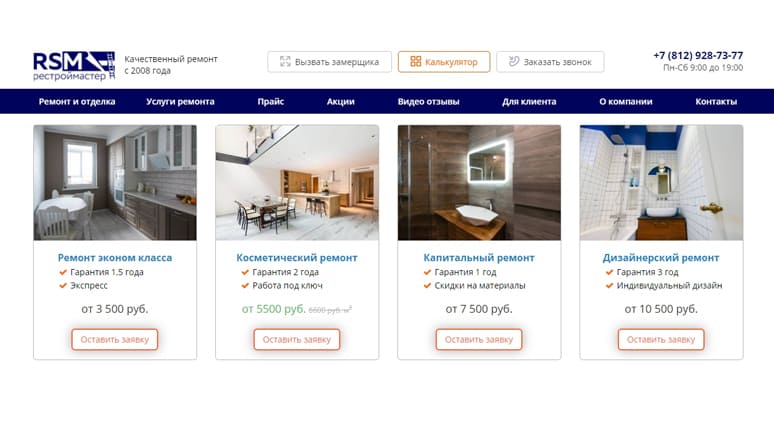 RSM
рестроймастер
Качественный ремонт
с 2008 года
Вызвать замерщика
Калькулятор
Заказать звонок
+7 (812) 928-73-77
Пн-Сб 9:00 до 19:00
Ремонт и отделка Услуги ремонта Прайс Акции Видео отзывы Для клиента О компании Контакты
Ремонт эконом класса
Гарантия 1.5 года
Экспресс
от 3 500 руб.
Оставить заявку
Косметический ремонт
Гарантия 2 года
Работа под ключ
от 5500 руб. 6600 руб. м²
Оставить заявку
Капитальный ремонт
Гарантия 1 год
Скидки на материалы
от 7 500 руб.
Оставить заявку
Дизайнерский ремонт
Гарантия 3 год
Индивидуальный дизайн
от 10 500 руб.
Оставить заявку